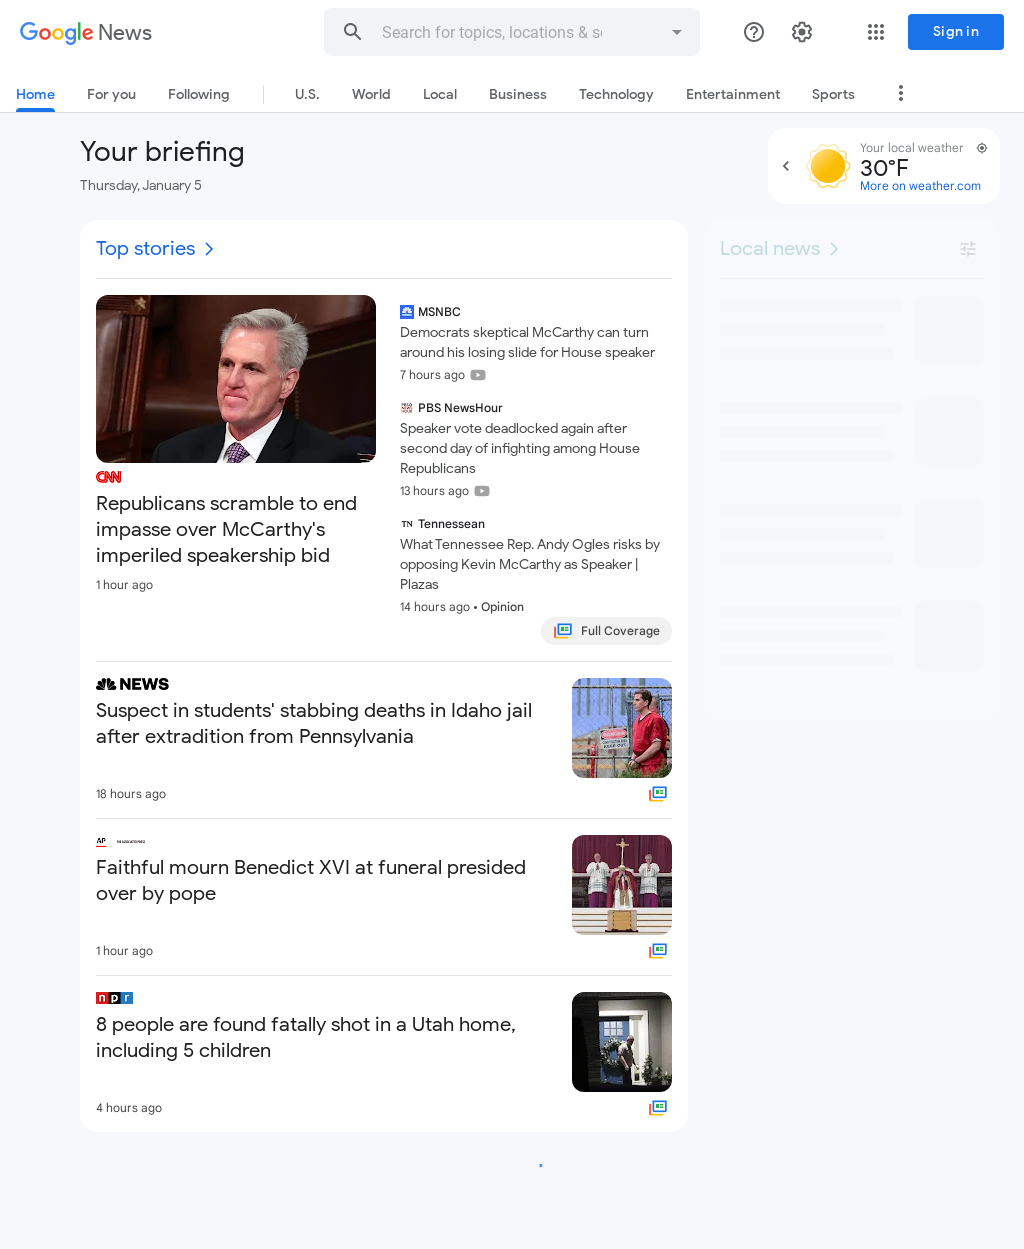 Google News
Search for topics, locations & so
Sign in
Home
For you
Following
U.S.
World
Local
Business
Technology
Entertainment
Sports
Your briefing
Thursday, January 5
Your local weather
30°F
More on weather.com
Top stories
Local news
CNN
Republicans scramble to end
impasse over McCarthy's
imperiled speakership bid
1 hour ago
MSNBC
Democrats skeptical McCarthy can turn
around his losing slide for House speaker
7 hours ago
PBS NewsHour
Speaker vote deadlocked again after
second day of infighting among House
Republicans
13 hours ago
TN Tennessean
What Tennessee Rep. Andy Ogles risks by
opposing Kevin McCarthy as Speaker |
Plazas
14 hours ago • Opinion
Full Coverage
NEWS
Suspect in students' stabbing deaths in Idaho jail
after extradition from Pennsylvania
18 hours ago
AP
Faithful mourn Benedict XVI at funeral presided
over by pope
1 hour ago
npr
8 people are found fatally shot in a Utah home,
including 5 children
4 hours ago